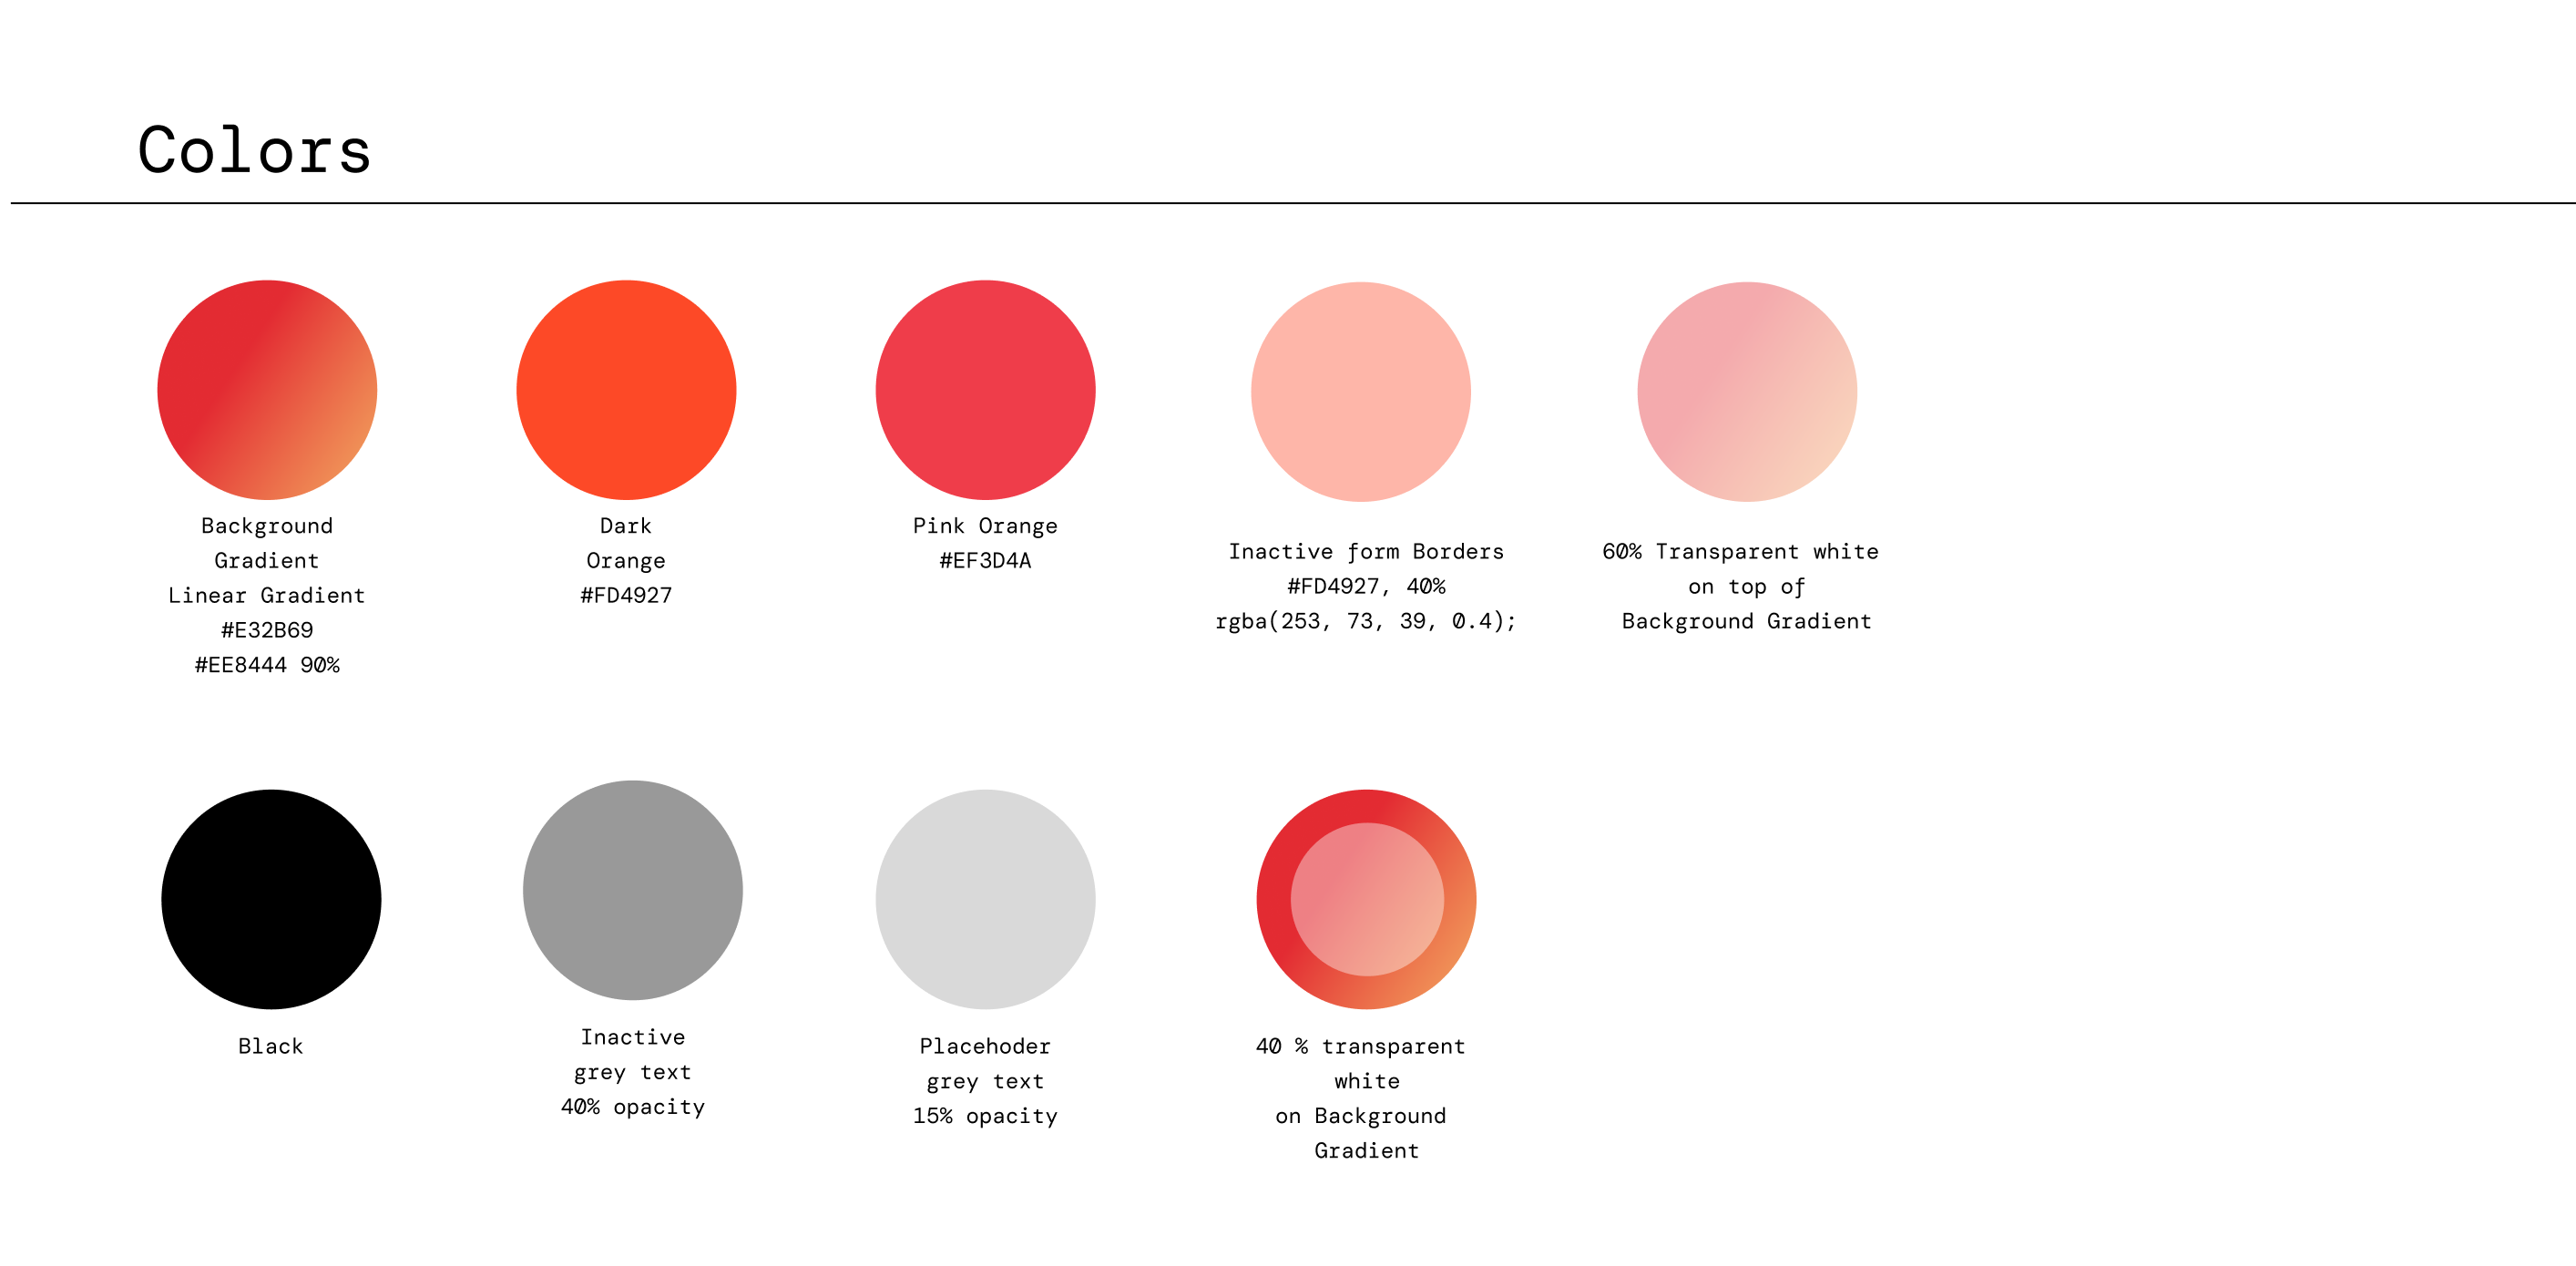 Colors
Background
Gradient
Linear Gradient
#E32B69
#EE8444 90%
Dark
Orange
#FD4927
Pink Orange
#EF3D4A
Inactive form Borders
#FD4927, 40%
rgba(253, 73, 39, 0.4);
60% Transparent white
on top of
Background Gradient
Black
Inactive
grey text
40% opacity
Placehoder
grey text
15% opacity
40 % transparent
white
on Background
Gradient